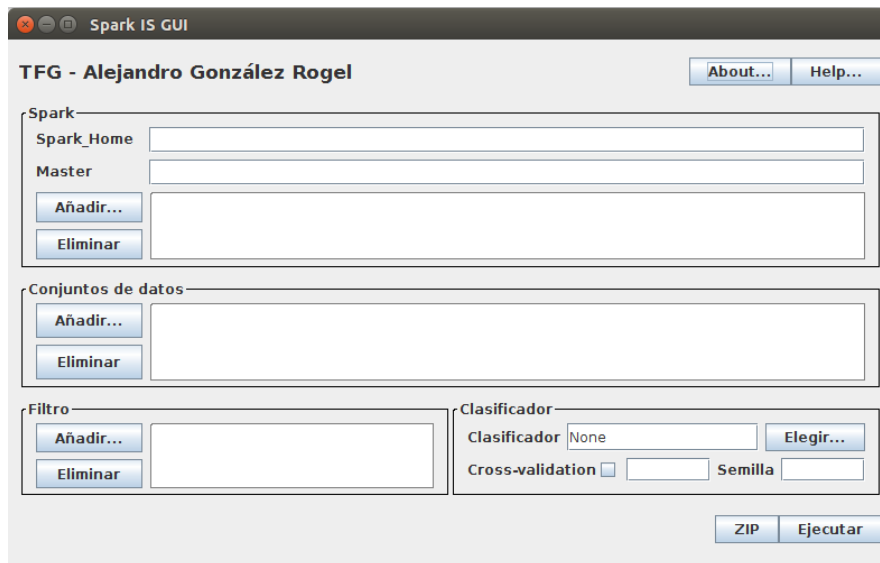 Spark IS GUI
TFG - Alejandro González Rogel
About... Help...
Spark
Spark_Home
Master
Añadir...
Eliminar
Conjuntos de datos
Añadir...
Eliminar
Filtro
Añadir...
Eliminar
Clasificador
Clasificador None Elegir...
Cross-validation Semilla
ZIP Ejecutar